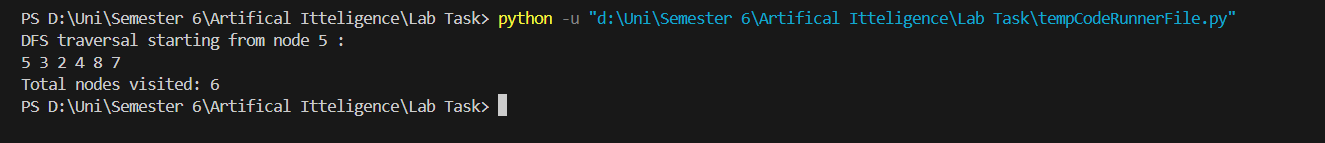 PS D:\Uni\Semester 6\Artifical Itteligence\Lab Task> python -u "d:\Uni\Semester 6\Artifical Itteligence\Lab Task\tempCodeRunnerFile.py"
DFS traversal starting from node 5 :
5 3 2 4 8 7
Total nodes visited: 6
PS D:\Uni\Semester 6\Artifical Itteligence\Lab Task>